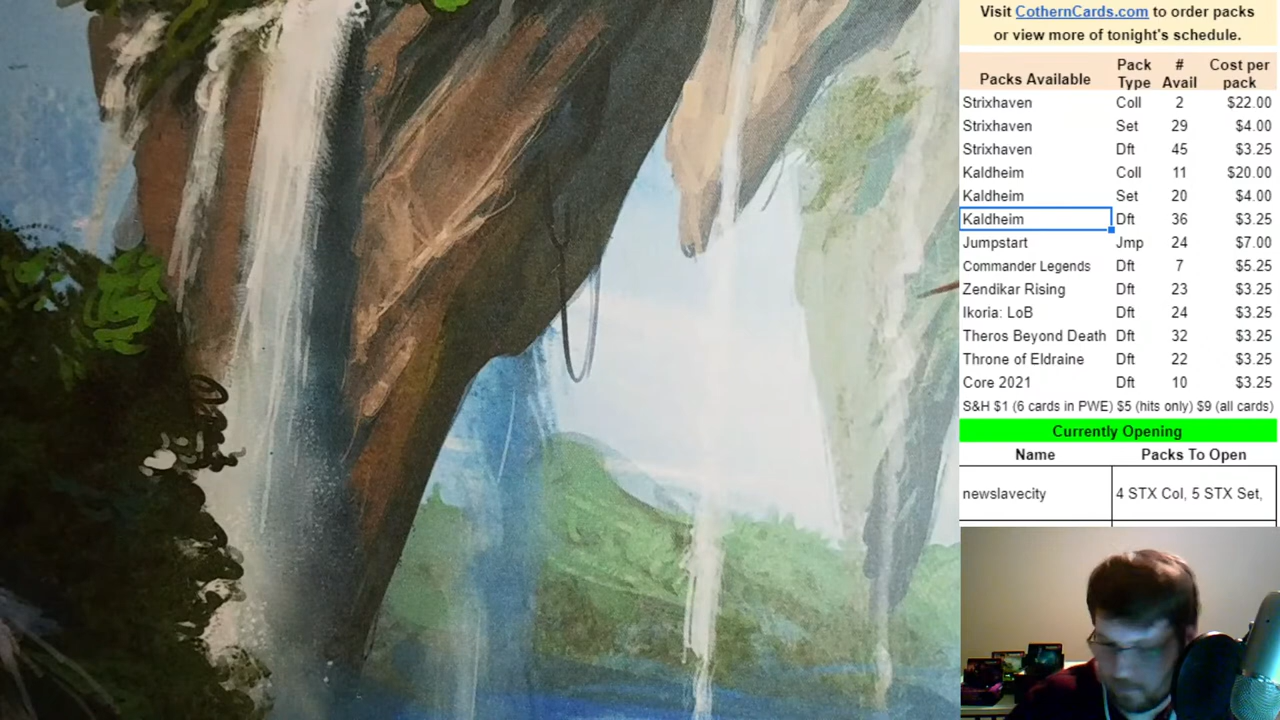 Visit CothernCards.com to order packs
or view more of tonight's schedule.
Packs Available Pack Type # Avail Cost per pack
Strixhaven Coll 2 $22.00
Strixhaven Set 29 $4.00
Strixhaven Dft 45 $3.25
Kaldheim Coll 11 $20.00
Kaldheim Set 20 $4.00
Kaldheim Dft 36 $3.25
Jumpstart Jmp 24 $7.00
Commander Legends Dft 7 $5.25
Zendikar Rising Dft 23 $3.25
Ikoria: LoB Dft 24 $3.25
Theros Beyond Death Dft 32 $3.25
Throne of Eldraine Dft 22 $3.25
Core 2021 Dft 10 $3.25
S&H $1 (6 cards in PWE) $5 (hits only) $9 (all cards)
Currently Opening
Name Packs To Open
newslavecity 4 STX Col, 5 STX Set,